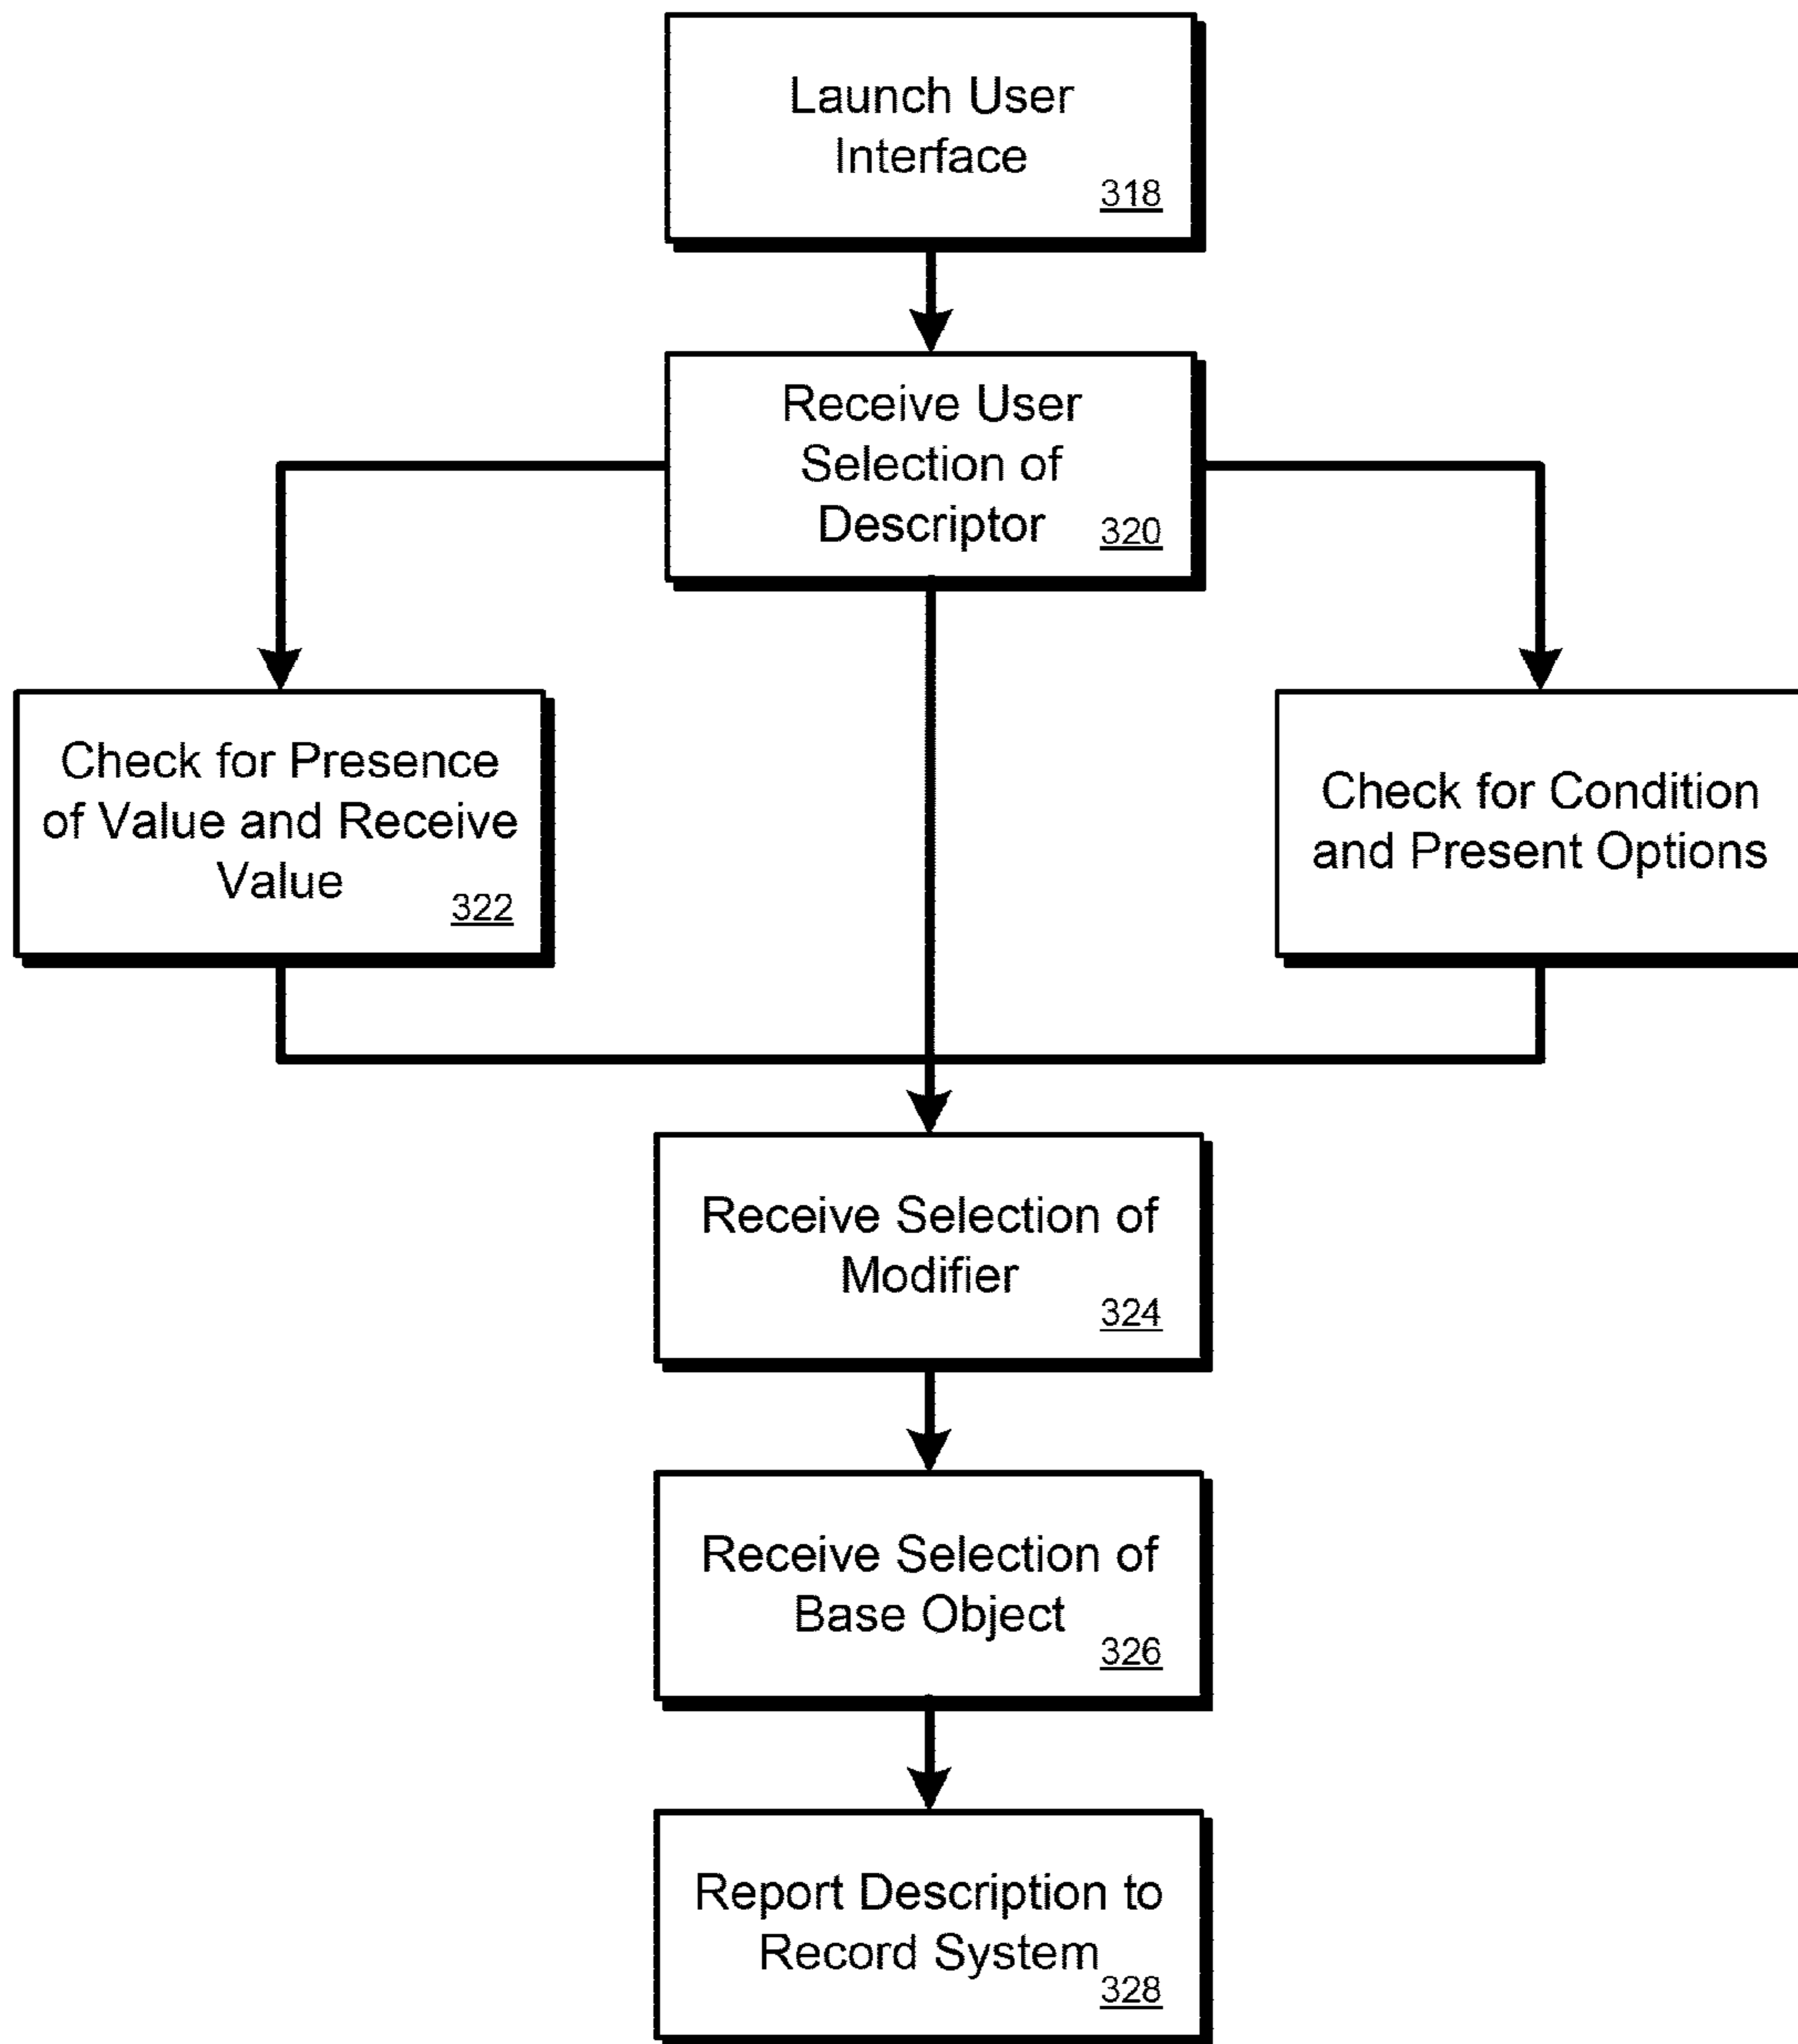 Launch User
Interface
318
Receive User
Selection of
Descriptor
320
Check for Presence
of Value and Receive
Value
322
Check for Condition
and Present Options
Receive Selection of
Modifier
324
Receive Selection of
Base Object
326
Report Description to
Record System
328